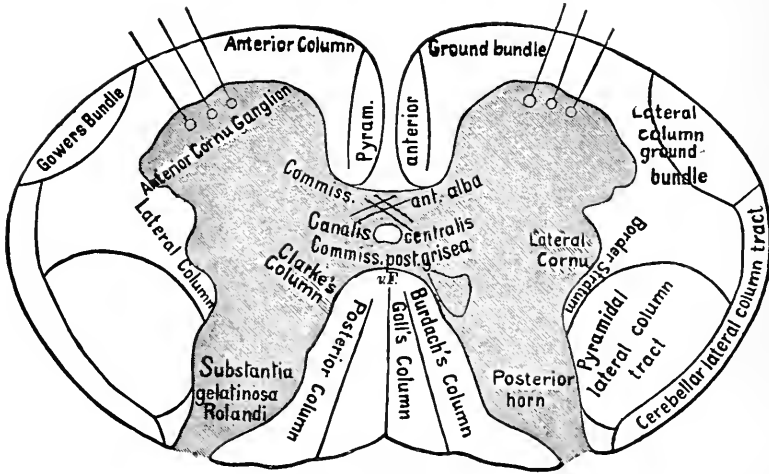 Anterior Column
Ground bundle
Gowers Bundle
Anterior Cornu Ganglion
Pyram.
anterior
Lateral
column
ground
bundle
Commiss.
ant. alba
Canalis
centralis
Commiss. post. grisea
v.F.
Lateral Column
Clarke's
Column
Lateral
Cornu
Border Stratum
Cerebellar lateral column tract
Pyramidal
lateral column
tract
Substantia
gelatinosa
Rolandi
Posterior Column
Goll's Column
Burdach's Column
Posterior
horn